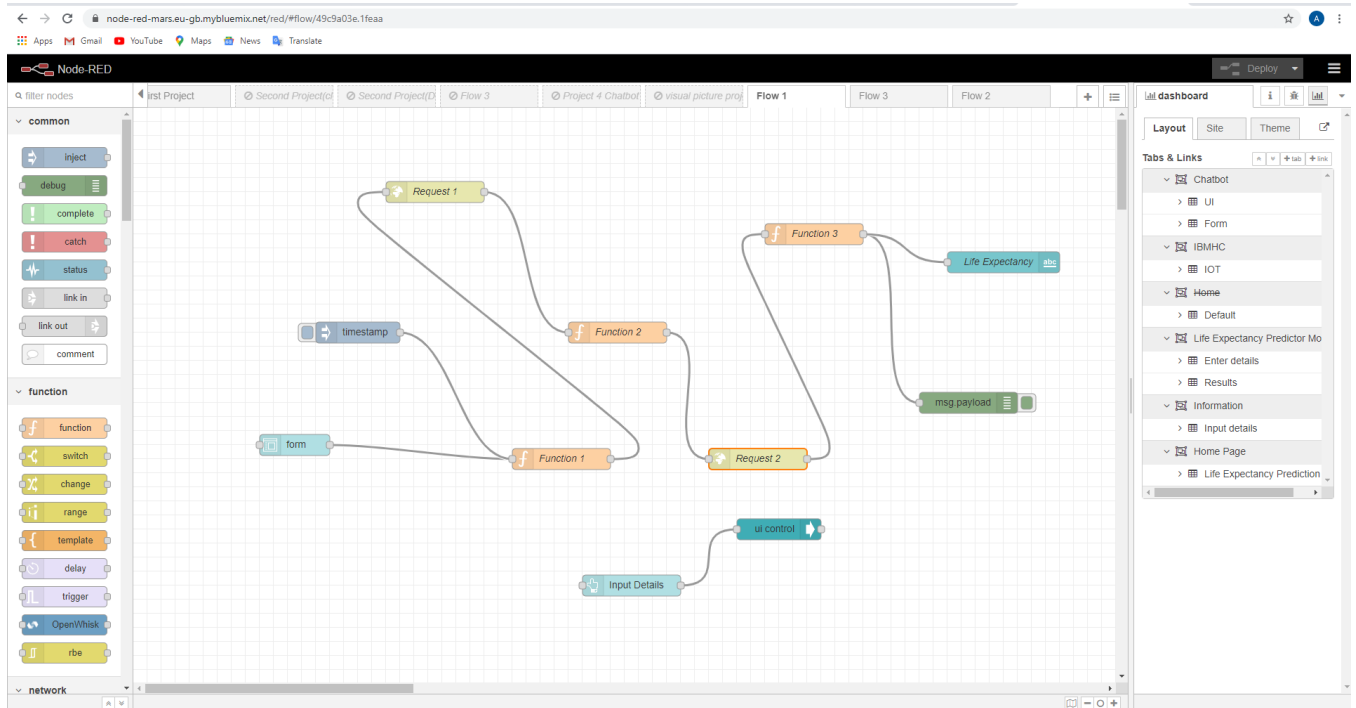 node-red-mars.eu-gb.mybluemix.net/red/#flow/49c9a03e.1feaa
A
Apps Gmail YouTube Maps News Translate
Node-RED
Deploy
filter nodes
irst Project
Second Project(cl
Second Project(D
Flow 3
Project 4 Chatbot
visual picture proj
Flow 1
Flow 3
Flow 2
dashboard
i
common
inject
debug
complete
catch
status
link in
link out
comment
function
function
switch
change
range
template
delay
trigger
OpenWhisk
rbe
network
Request 1
Function 3
Life Expectancy abc
timestamp
Function 2
msg.payload
form
Function 1
Request 2
ui control
Input Details
Layout
Site
Theme
Tabs & Links
+ tab
+ link
Chatbot
UI
Form
IBMHC
IOT
Home
Default
Life Expectancy Predictor Mo
Enter details
Results
Information
Input details
Home Page
Life Expectancy Prediction